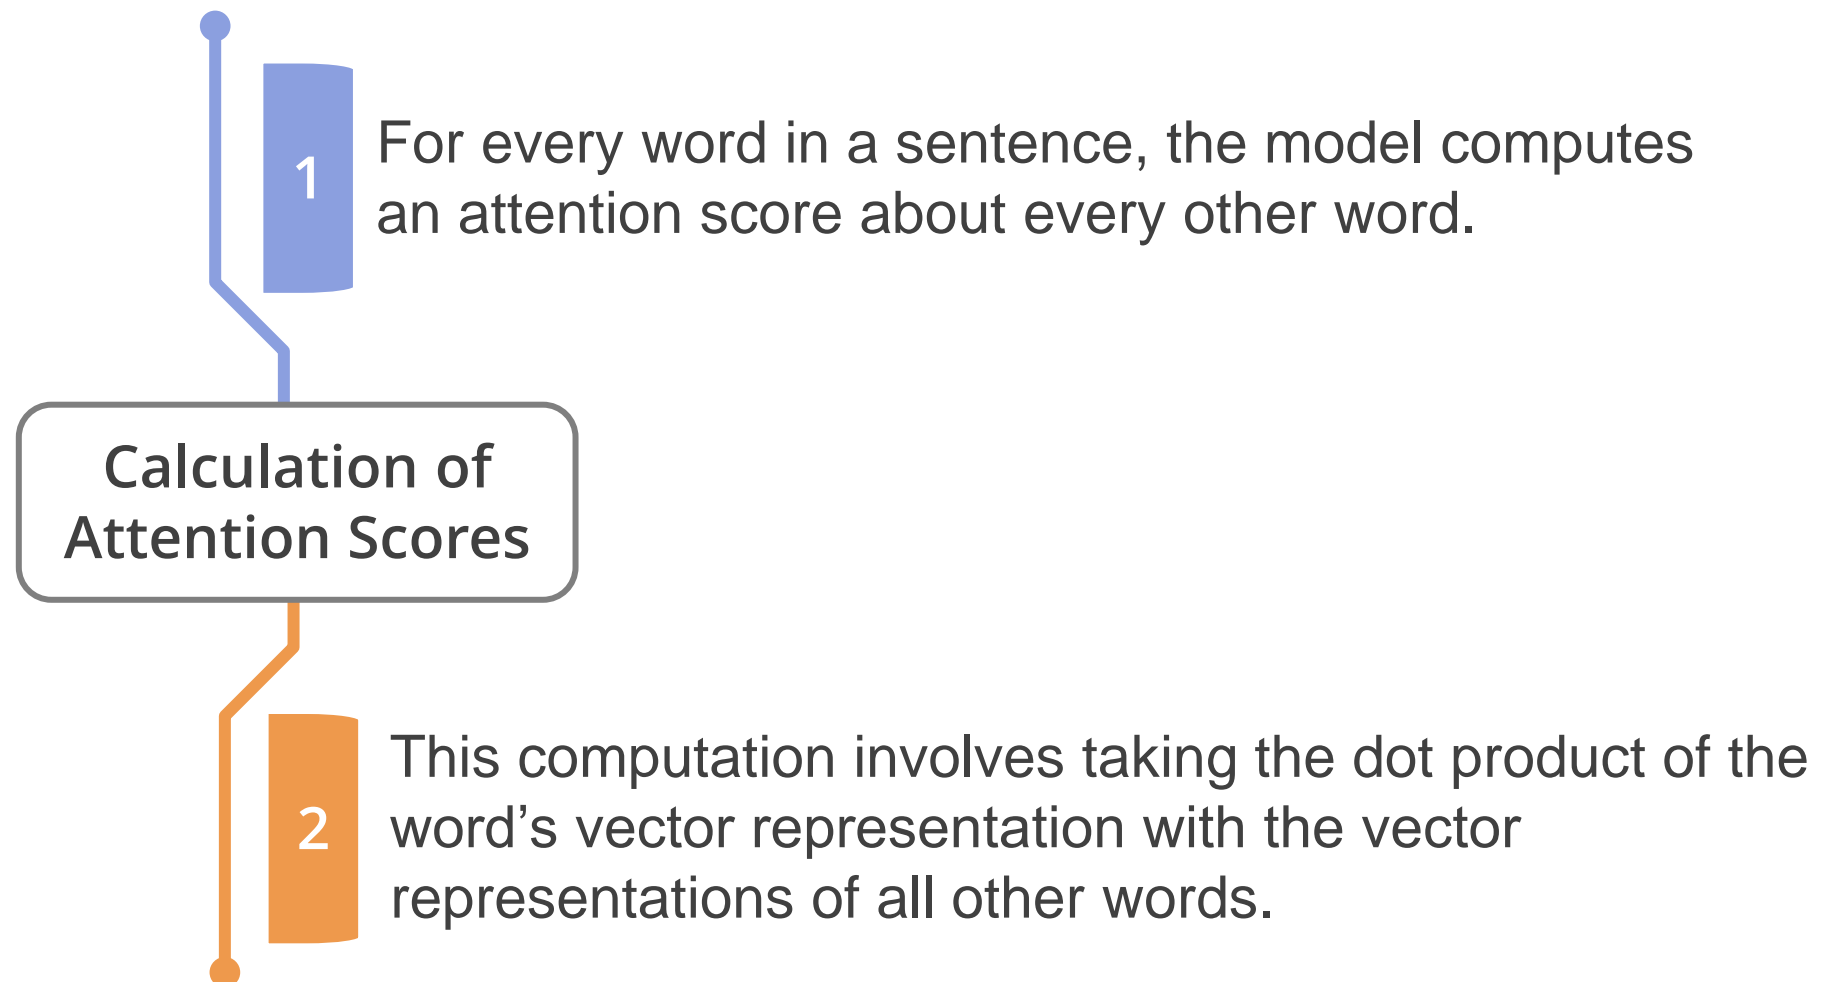 1
For every word in a sentence, the model computes
an attention score about every other word.
Calculation of
Attention Scores
2
This computation involves taking the dot product of the
word’s vector representation with the vector
representations of all other words.